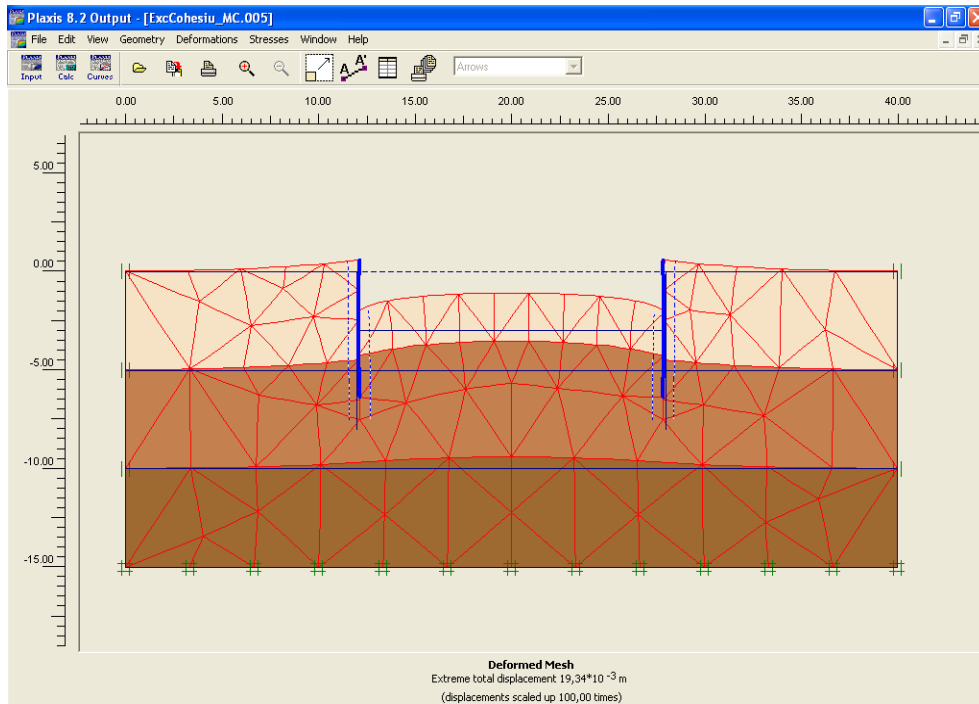 Plaxis 8.2 Output - [ExcCohesiu_MC.005]
File Edit View Geometry Deformations Stresses Window Help
Input Calc Curves A A' Arrows
0.00 5.00 10.00 15.00 20.00 25.00 30.00 35.00 40.00
5.00
0.00
-5.00
-10.00
-15.00
Deformed Mesh
Extreme total displacement 19,34*10 -3 m
(displacements scaled up 100,00 times)